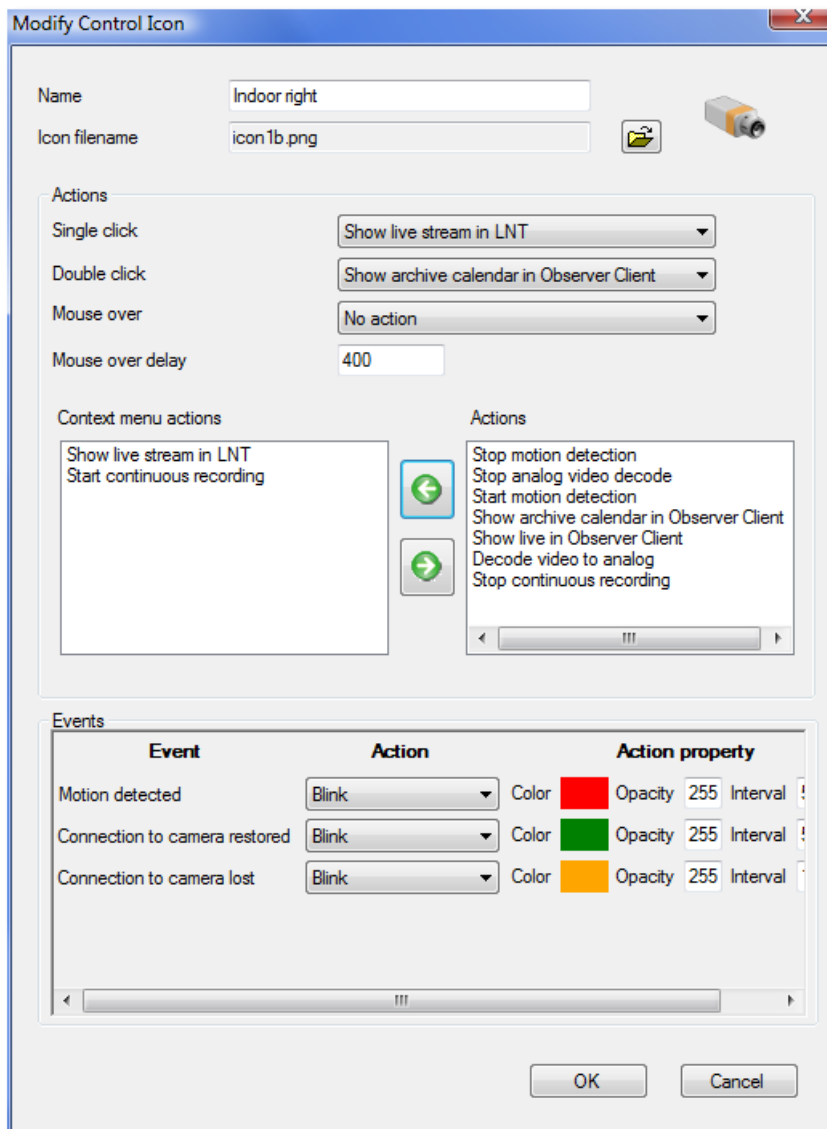 Modify Control Icon
Name Indoor right
Icon filename icon1b.png
Actions
Single click Show live stream in LNT
Double click Show archive calendar in Observer Client
Mouse over No action
Mouse over delay 400
Context menu actions Actions
Show live stream in LNT
Start continuous recording
Stop motion detection
Stop analog video decode
Start motion detection
Show archive calendar in Observer Client
Show live in Observer Client
Decode video to analog
Stop continuous recording
Events
Event Action Action property
Motion detected Blink Color Opacity 255 Interval
Connection to camera restored Blink Color Opacity 255 Interval
Connection to camera lost Blink Color Opacity 255 Interval
OK Cancel